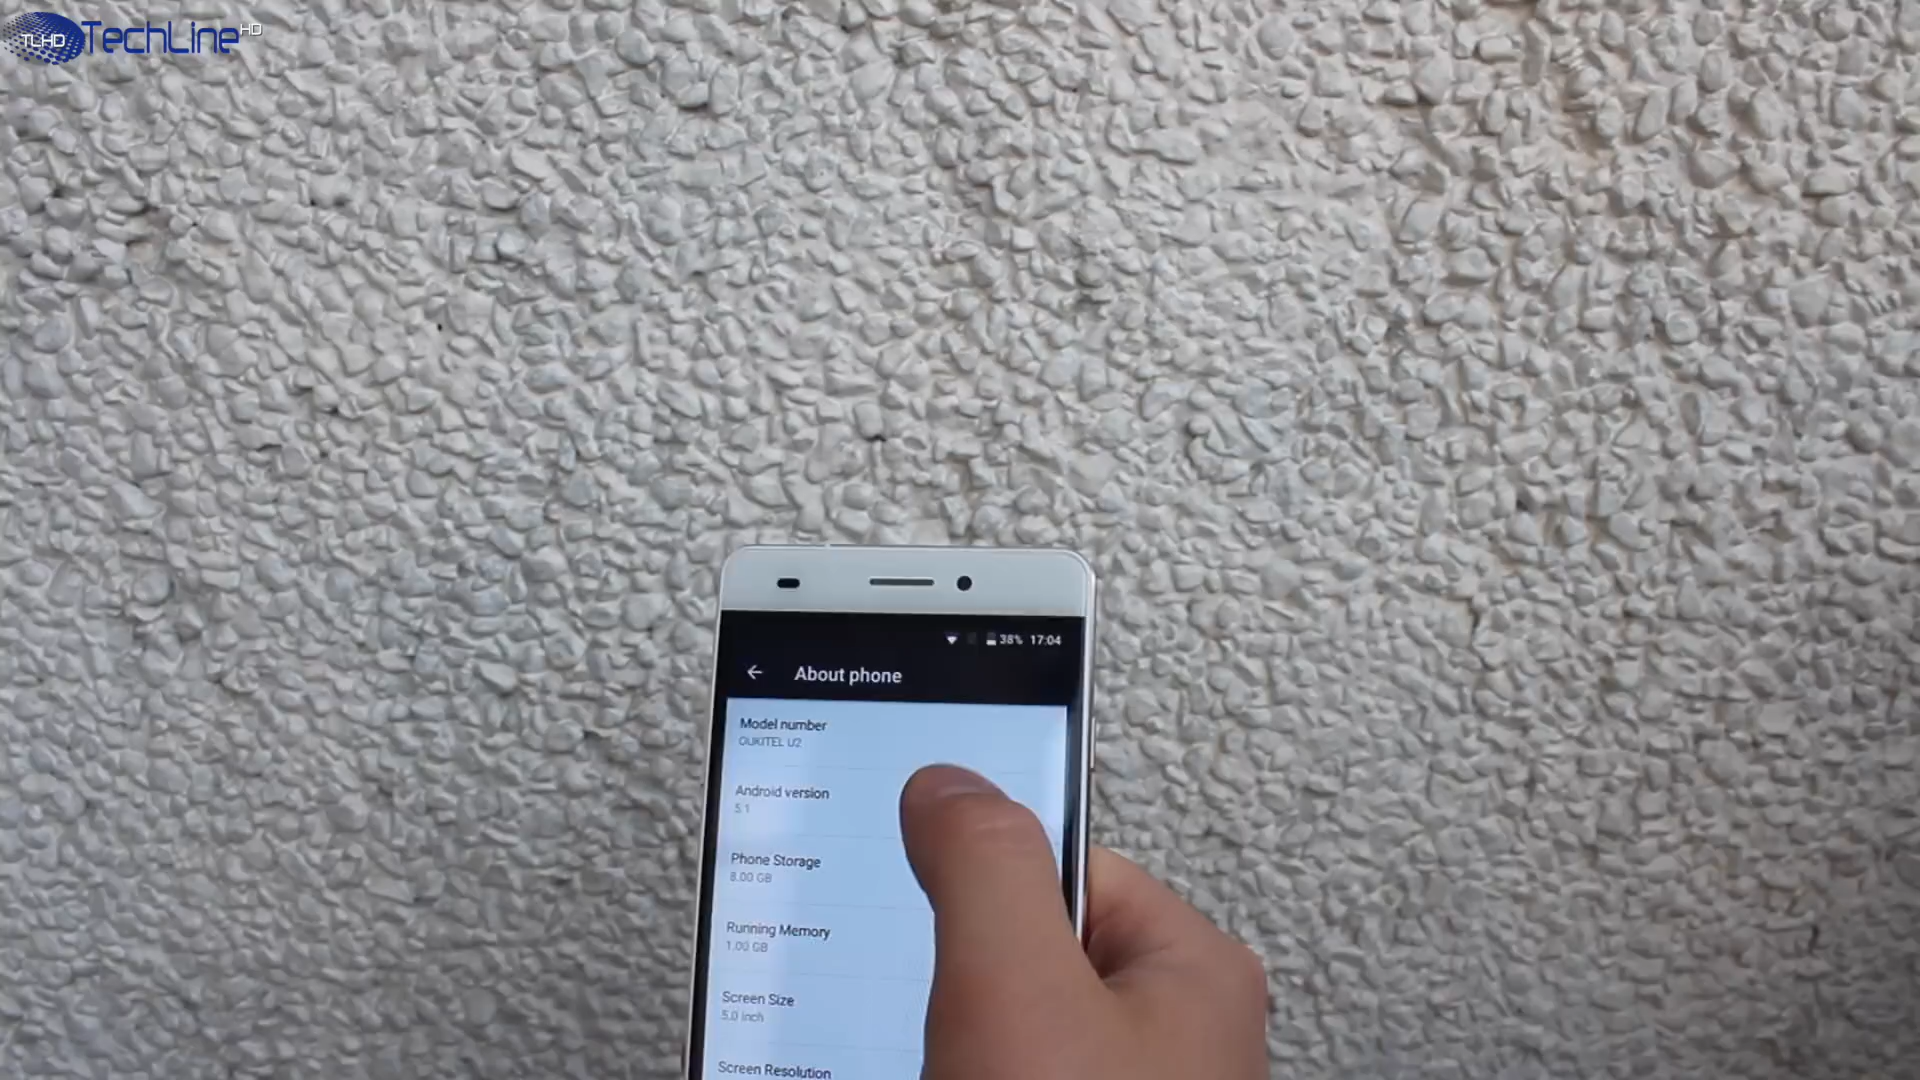 TLHD TechLine HD
38% 17:04
About phone
Model number
OUKITEL U2
Android version
5.1
Phone Storage
8.00 GB
Running Memory
1.00 GB
Screen Size
5.0 inch
Screen Resolution